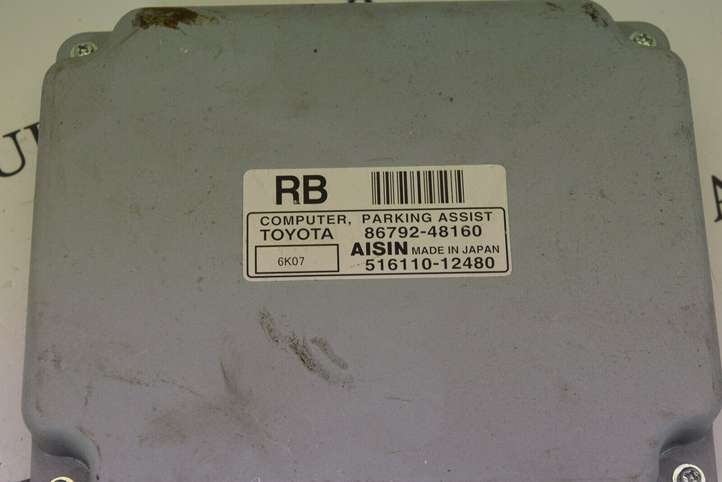 RB
COMPUTER, PARKING ASSIST
TOYOTA 86792-48160
6K07
AISIN MADE IN JAPAN
516110-12480